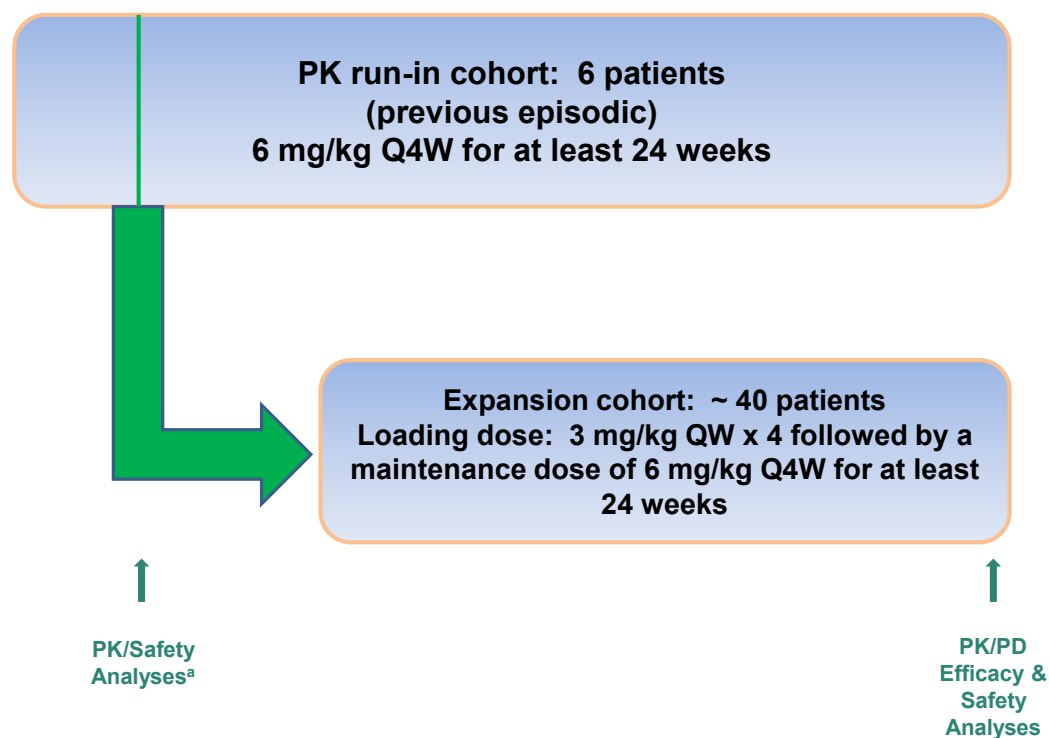 PK run-in cohort: 6 patients
(previous episodic)
6 mg/kg Q4W for at least 24 weeks
Expansion cohort: ~ 40 patients
Loading dose: 3 mg/kg QW x 4 followed by a
maintenance dose of 6 mg/kg Q4W for at least
24 weeks
PK/Safety
Analysesᵃ
PK/PD
Efficacy &
Safety
Analyses